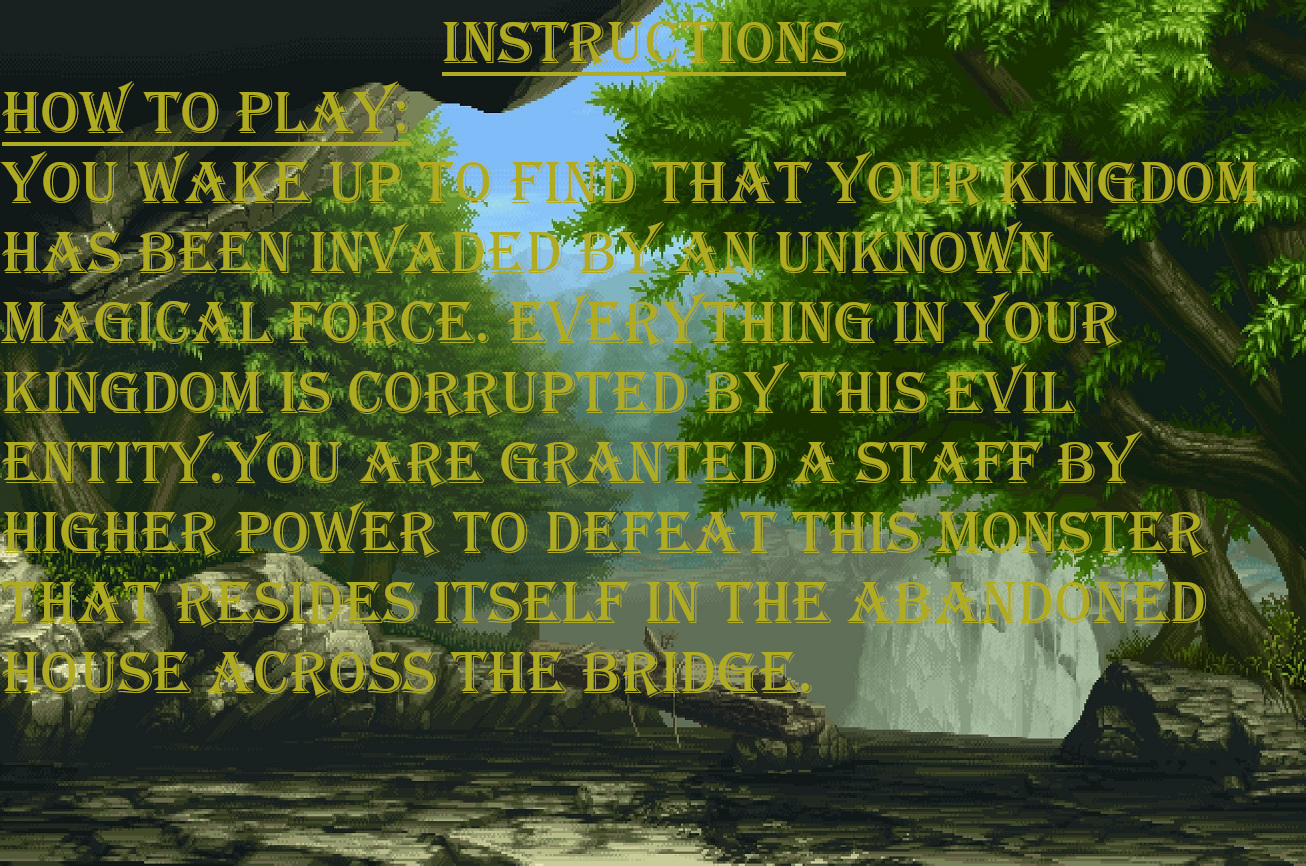 INSTRUCTIONS
HOW TO PLAY:
YOU WAKE UP TO FIND THAT YOUR KINGDOM
HAS BEEN INVADED BY AN UNKNOWN
MAGICAL FORCE. EVERYTHING IN YOUR
KINGDOM IS CORRUPTED BY THIS EVIL
ENTITY.YOU ARE GRANTED A STAFF BY
HIGHER POWER TO DEFEAT THIS MONSTER
THAT RESIDES ITSELF IN THE ABANDONED
HOUSE ACROSS THE BRIDGE.